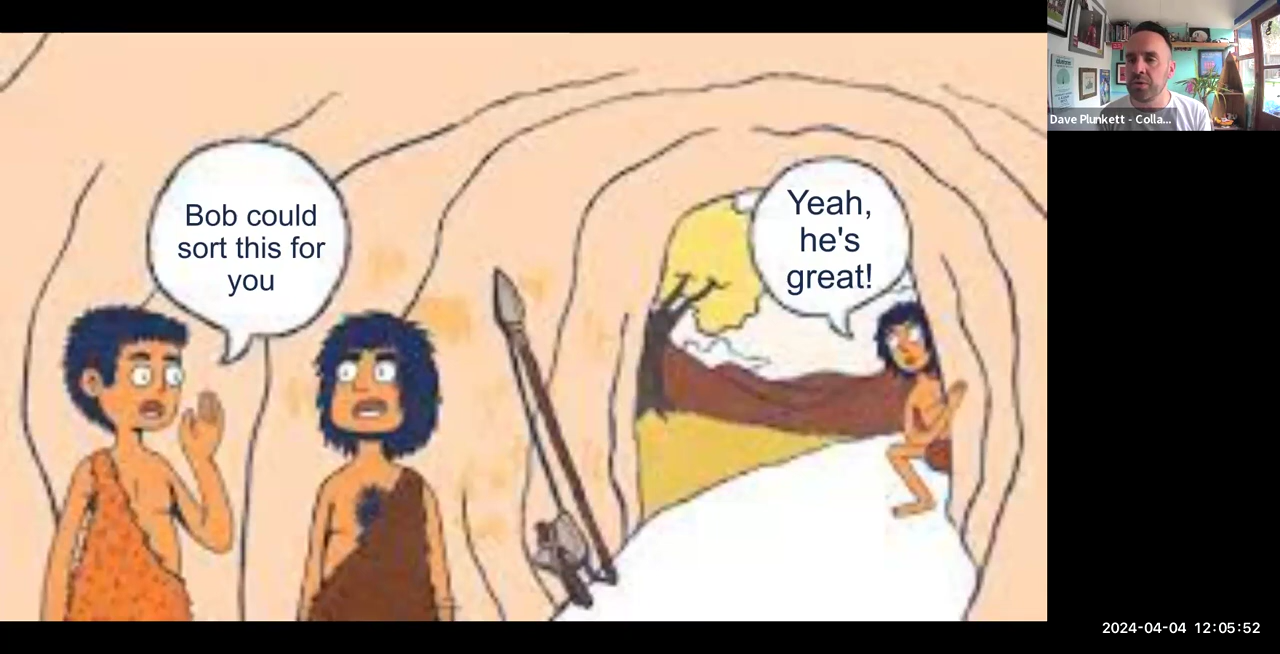 Bob could
sort this for
you
Yeah,
he's
great!
Dave Plunkett - Colla...
2024-04-04 12:05:52